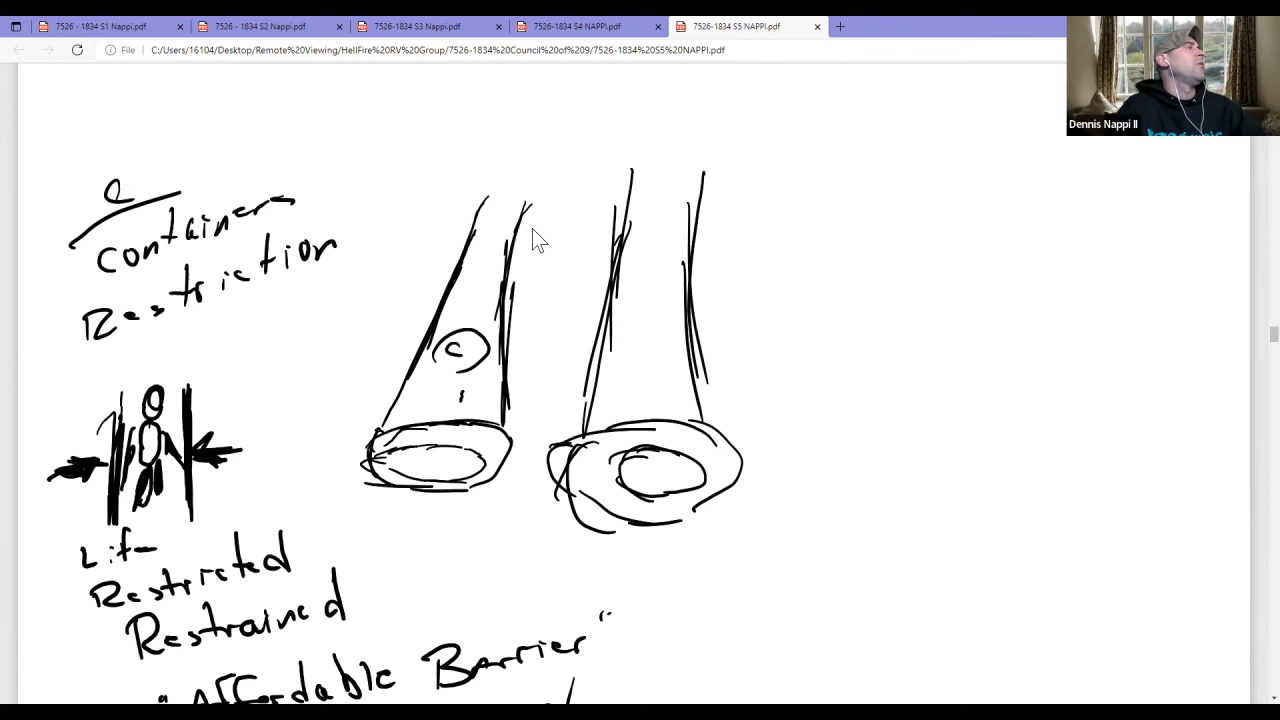 7526 - 1834 S1 Nappi.pdf
7526 - 1834 S2 Nappi.pdf
7526-1834 S3 Nappi.pdf
7526-1834 S4 NAPPI.pdf
7526-1834 S5 NAPPI.pdf
File
C:/Users/16104/Desktop/Remote%20Viewing/HellFire%20RV%20Group/7526-1834%20Council%20of%209/7526-1834%20S5%20NAPPI.pdf
Dennis Nappi II
C
Containers
Restriction
C
Life
Restricted
Restrained
"Affordable Barrier"